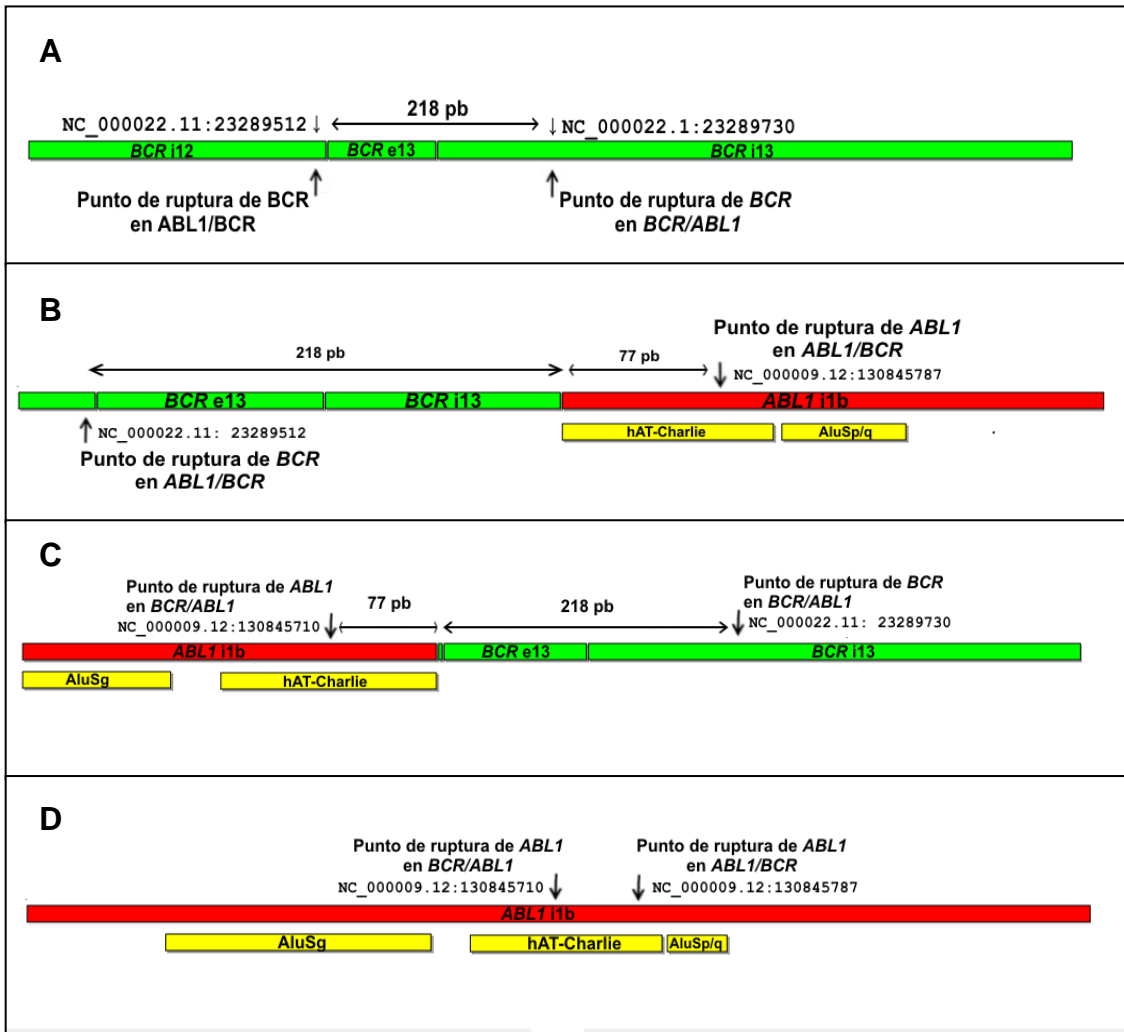 A
218 pb
NC_000022.11:23289512 ↓
↓ NC_000022.1:23289730
BCR i12
BCR e13
BCR i13
Punto de ruptura de BCR
en ABL1/BCR
Punto de ruptura de BCR
en BCR/ABL1
B
Punto de ruptura de ABL1
en ABL1/BCR
218 pb
77 pb
NC_000009.12:130845787
BCR e13
BCR i13
ABL1 i1b
NC_000022.11: 23289512
hAT-Charlie
AluSp/q
Punto de ruptura de BCR
en ABL1/BCR
C
Punto de ruptura de ABL1
en BCR/ABL1
NC_000009.12:130845710
77 pb
218 pb
Punto de ruptura de BCR
en BCR/ABL1
NC_000022.11: 23289730
ABL1 i1b
BCR e13
BCR i13
AluSg
hAT-Charlie
D
Punto de ruptura de ABL1
en BCR/ABL1
NC_000009.12:130845710
Punto de ruptura de ABL1
en ABL1/BCR
NC_000009.12:130845787
ABL1 i1b
AluSg
hAT-Charlie
AluSp/q